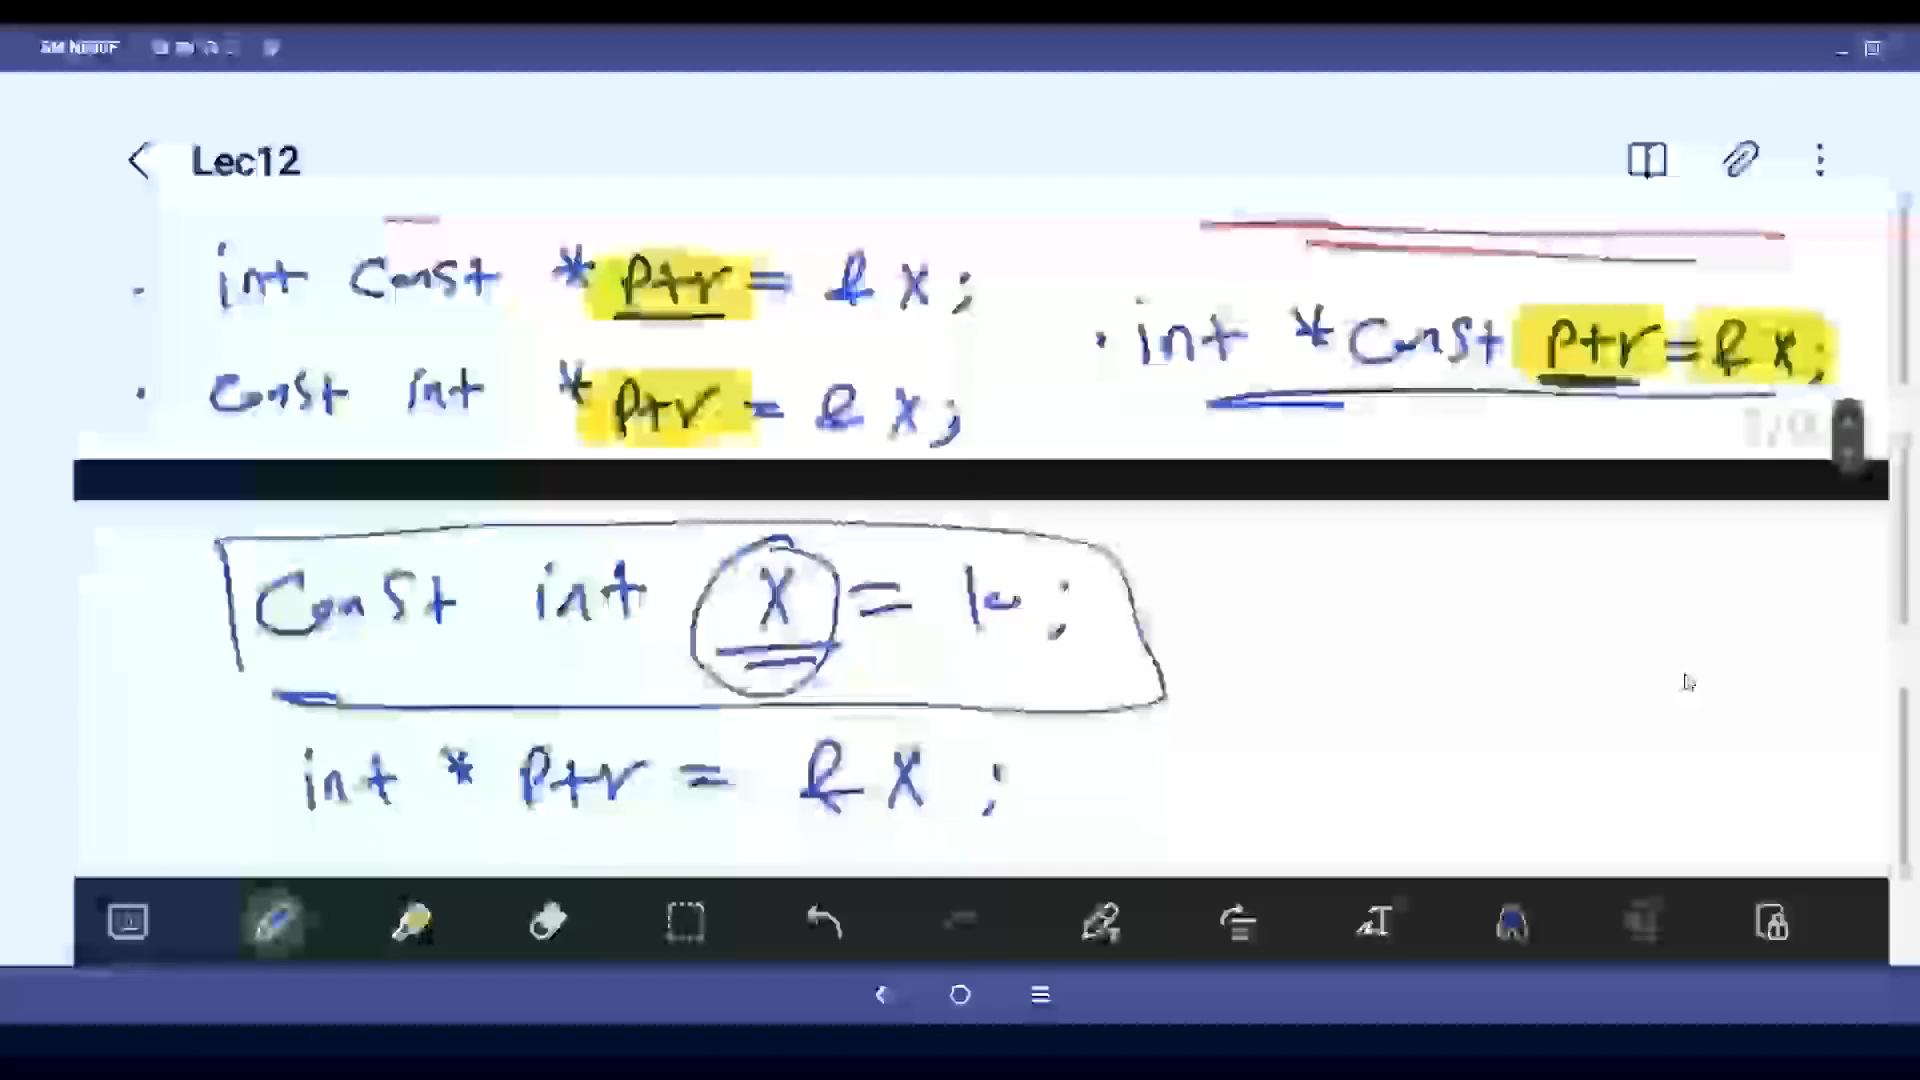 Lec12
int Const *Ptr = & X;
Const int *Ptr = & X;
int *Const Ptr = & X;
Const int X = 10;
int * Ptr = & X ;